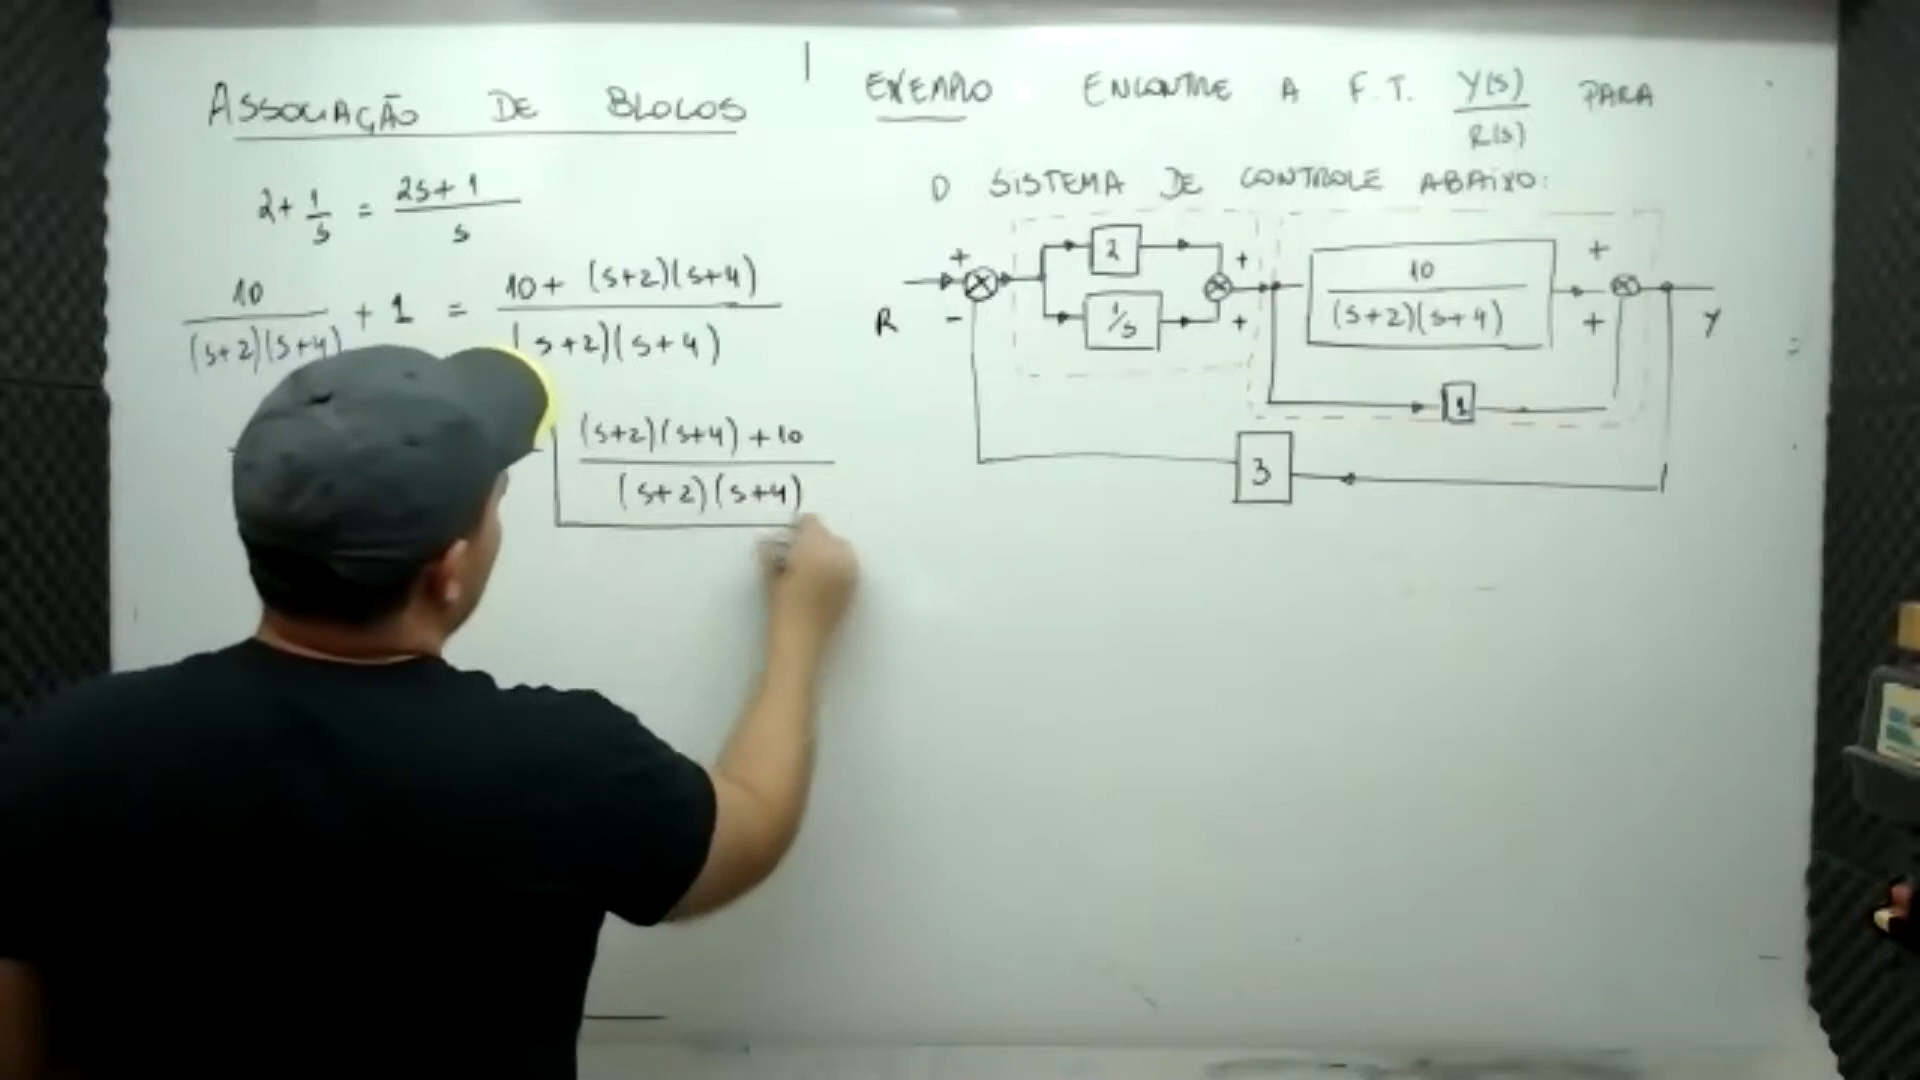 ASSOCIAÇÃO DE BLOCOS
2 + 1/s = (2s+1)/s
10/((s+2)(s+4)) + 1 = (10 + (s+2)(s+4))/((s+2)(s+4))
((s+2)(s+4) + 10)/((s+2)(s+4))
EXEMPLO ENCONTRE A F.T. Y(s)/R(s) PARA
O SISTEMA DE CONTROLE ABAIXO:
+ 2 + 10/((s+2)(s+4)) +
R - 1/s + + Y
1
3